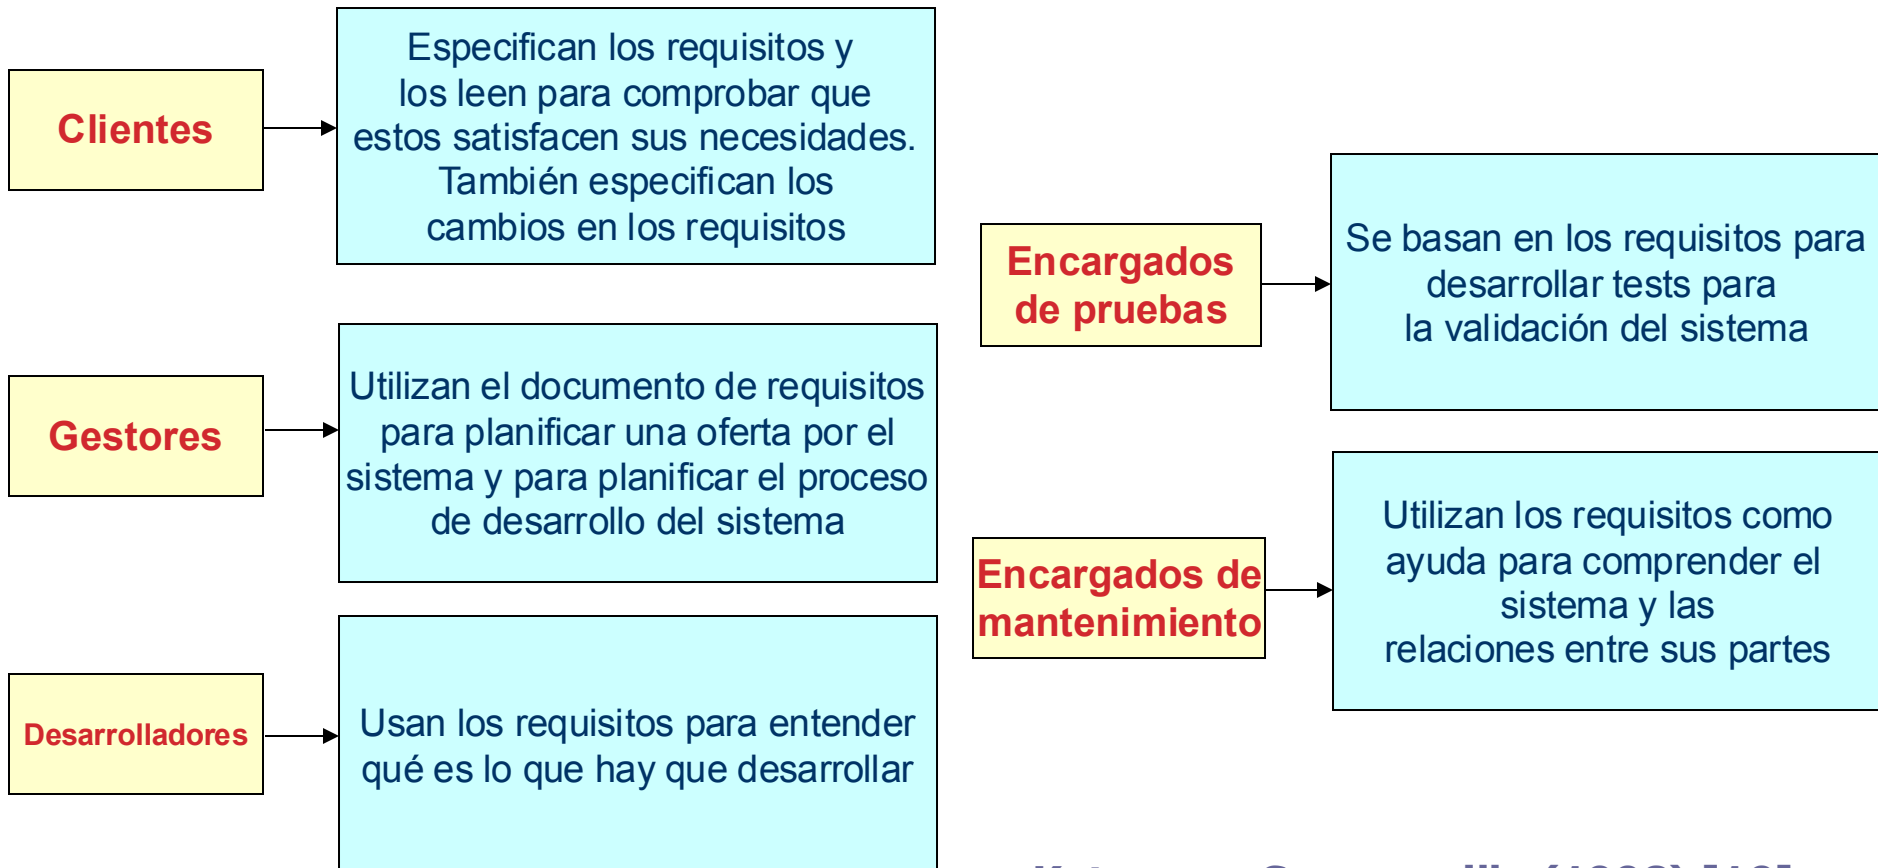 Clientes
Especifican los requisitos y
los leen para comprobar que
estos satisfacen sus necesidades.
También especifican los
cambios en los requisitos
Gestores
Utilizan el documento de requisitos
para planificar una oferta por el
sistema y para planificar el proceso
de desarrollo del sistema
Desarrolladores
Usan los requisitos para entender
qué es lo que hay que desarrollar
Encargados
de pruebas
Se basan en los requisitos para
desarrollar tests para
la validación del sistema
Encargados de
mantenimiento
Utilizan los requisitos como
ayuda para comprender el
sistema y las
relaciones entre sus partes